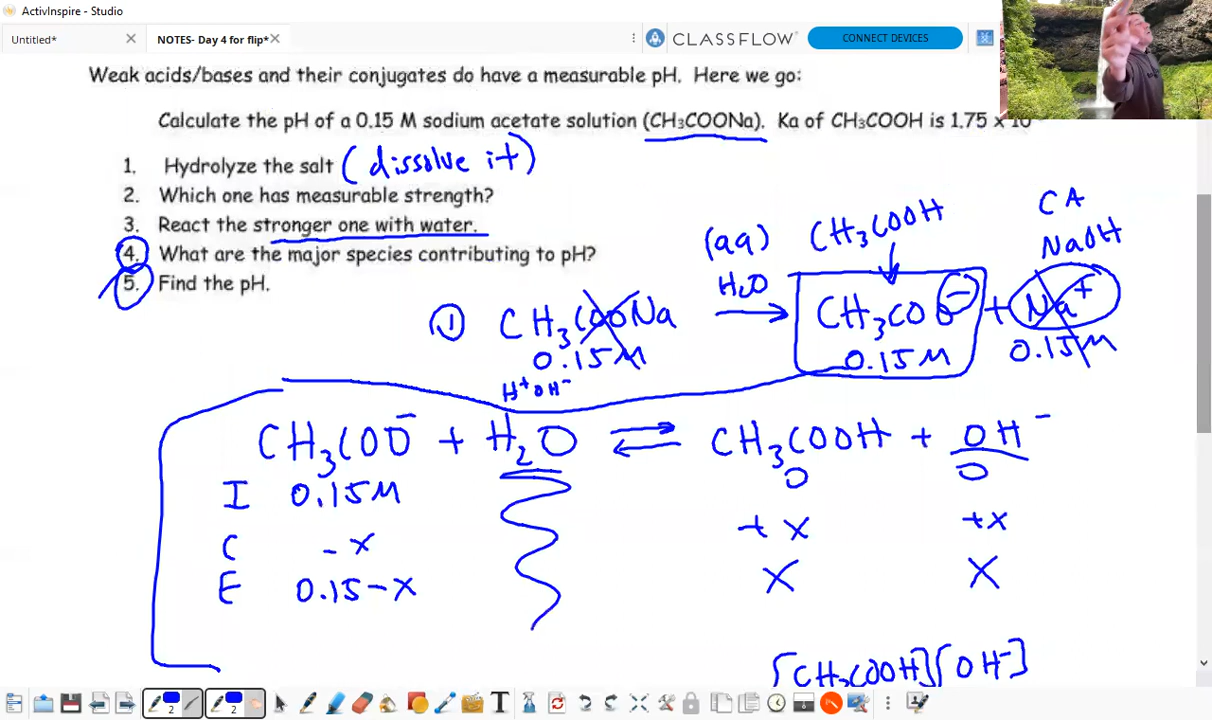 ActivInspire - Studio
Untitled*
NOTES- Day 4 for flip*
CLASSFLOW
CONNECT DEVICES
Weak acids/bases and their conjugates do have a measurable pH. Here we go:
Calculate the pH of a 0.15 M sodium acetate solution (CH₃COONa). Ka of CH₃COOH is 1.75 x 10
1. Hydrolyze the salt (dissolve it)
2. Which one has measurable strength?
3. React the stronger one with water.
4. What are the major species contributing to pH?
5. Find the pH.
CA
(aq) CH₃COOH NaOH
H₂O
① CH₃COONa → CH₃COO⁻ + Na⁺
0.15M 0.15M 0.15M
H⁺OH⁻
CH₃COO⁻ + H₂O ⇌ CH₃COOH + OH⁻
I 0.15M 0 0
C -x +x +x
E 0.15-x x x
[CH₃COOH][OH⁻]
2 2 T